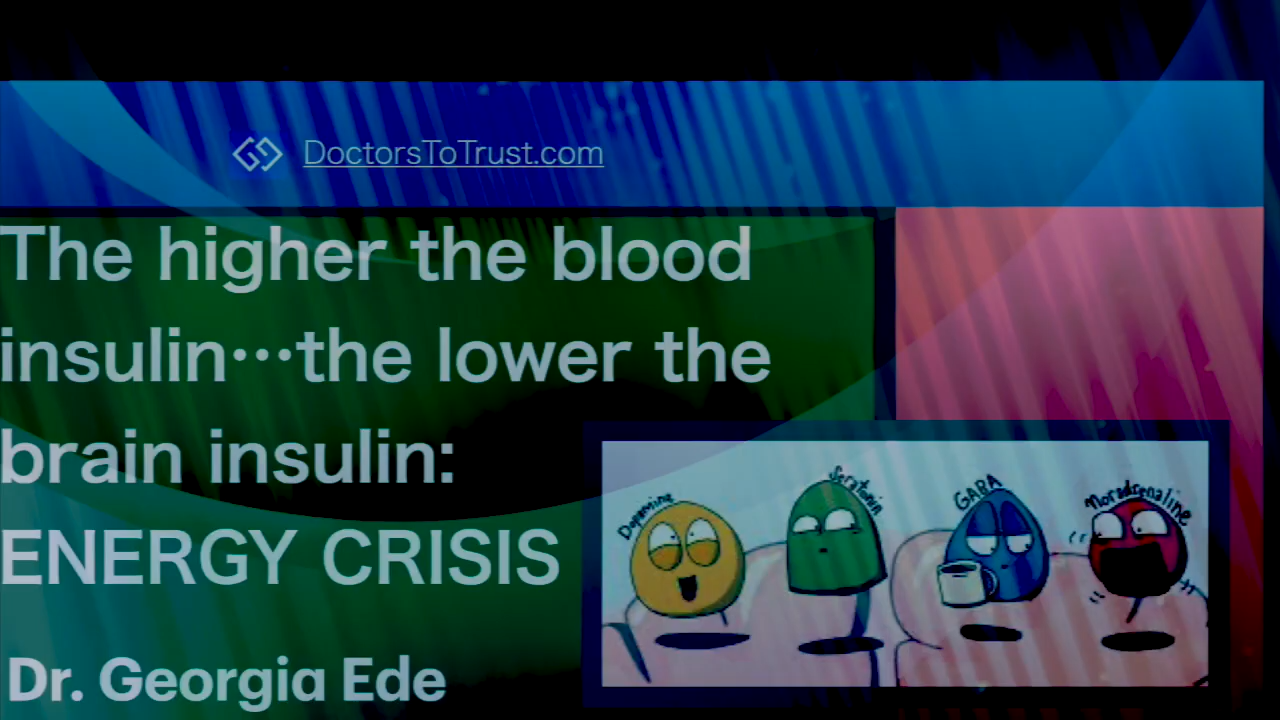 DoctorsToTrust.com
The higher the blood
insulin…the lower the
brain insulin:
ENERGY CRISIS
Dr. Georgia Ede
Dopamine
Seratonin
GABA
Noradrenaline